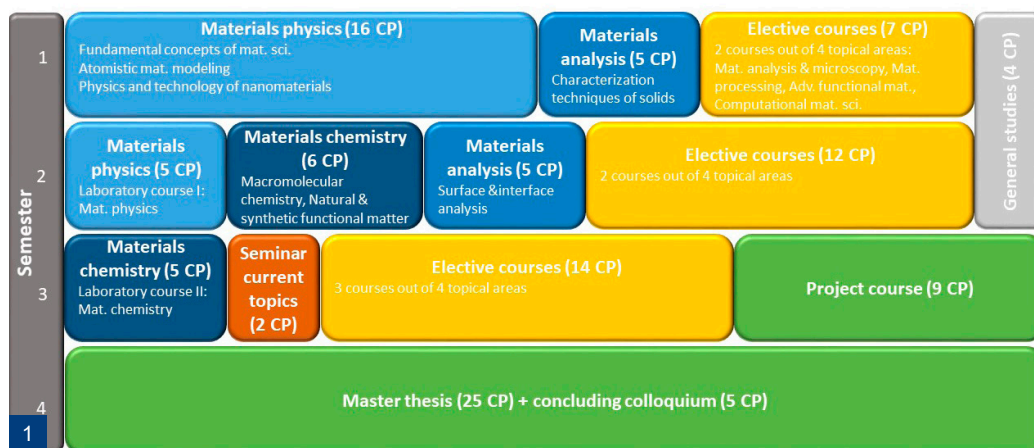 Semester
1
Materials physics (16 CP)
Fundamental concepts of mat. sci.
Atomistic mat. modeling
Physics and technology of nanomaterials
Materials
analysis (5 CP)
Characterization
techniques of solids
Elective courses (7 CP)
2 courses out of 4 topical areas:
Mat. analysis & microscopy, Mat.
processing, Adv. functional mat.,
Computational mat. sci.
General studies (4 CP)
2
Materials
physics (5 CP)
Laboratory course I:
Mat. physics
Materials chemistry
(6 CP)
Macromolecular
chemistry, Natural &
synthetic functional matter
Materials
analysis (5 CP)
Surface &interface
analysis
Elective courses (12 CP)
2 courses out of 4 topical areas
3
Materials
chemistry (5 CP)
Laboratory course II:
Mat. chemistry
Seminar
current
topics
(2 CP)
Elective courses (14 CP)
3 courses out of 4 topical areas
Project course (9 CP)
4
Master thesis (25 CP) + concluding colloquium (5 CP)
1